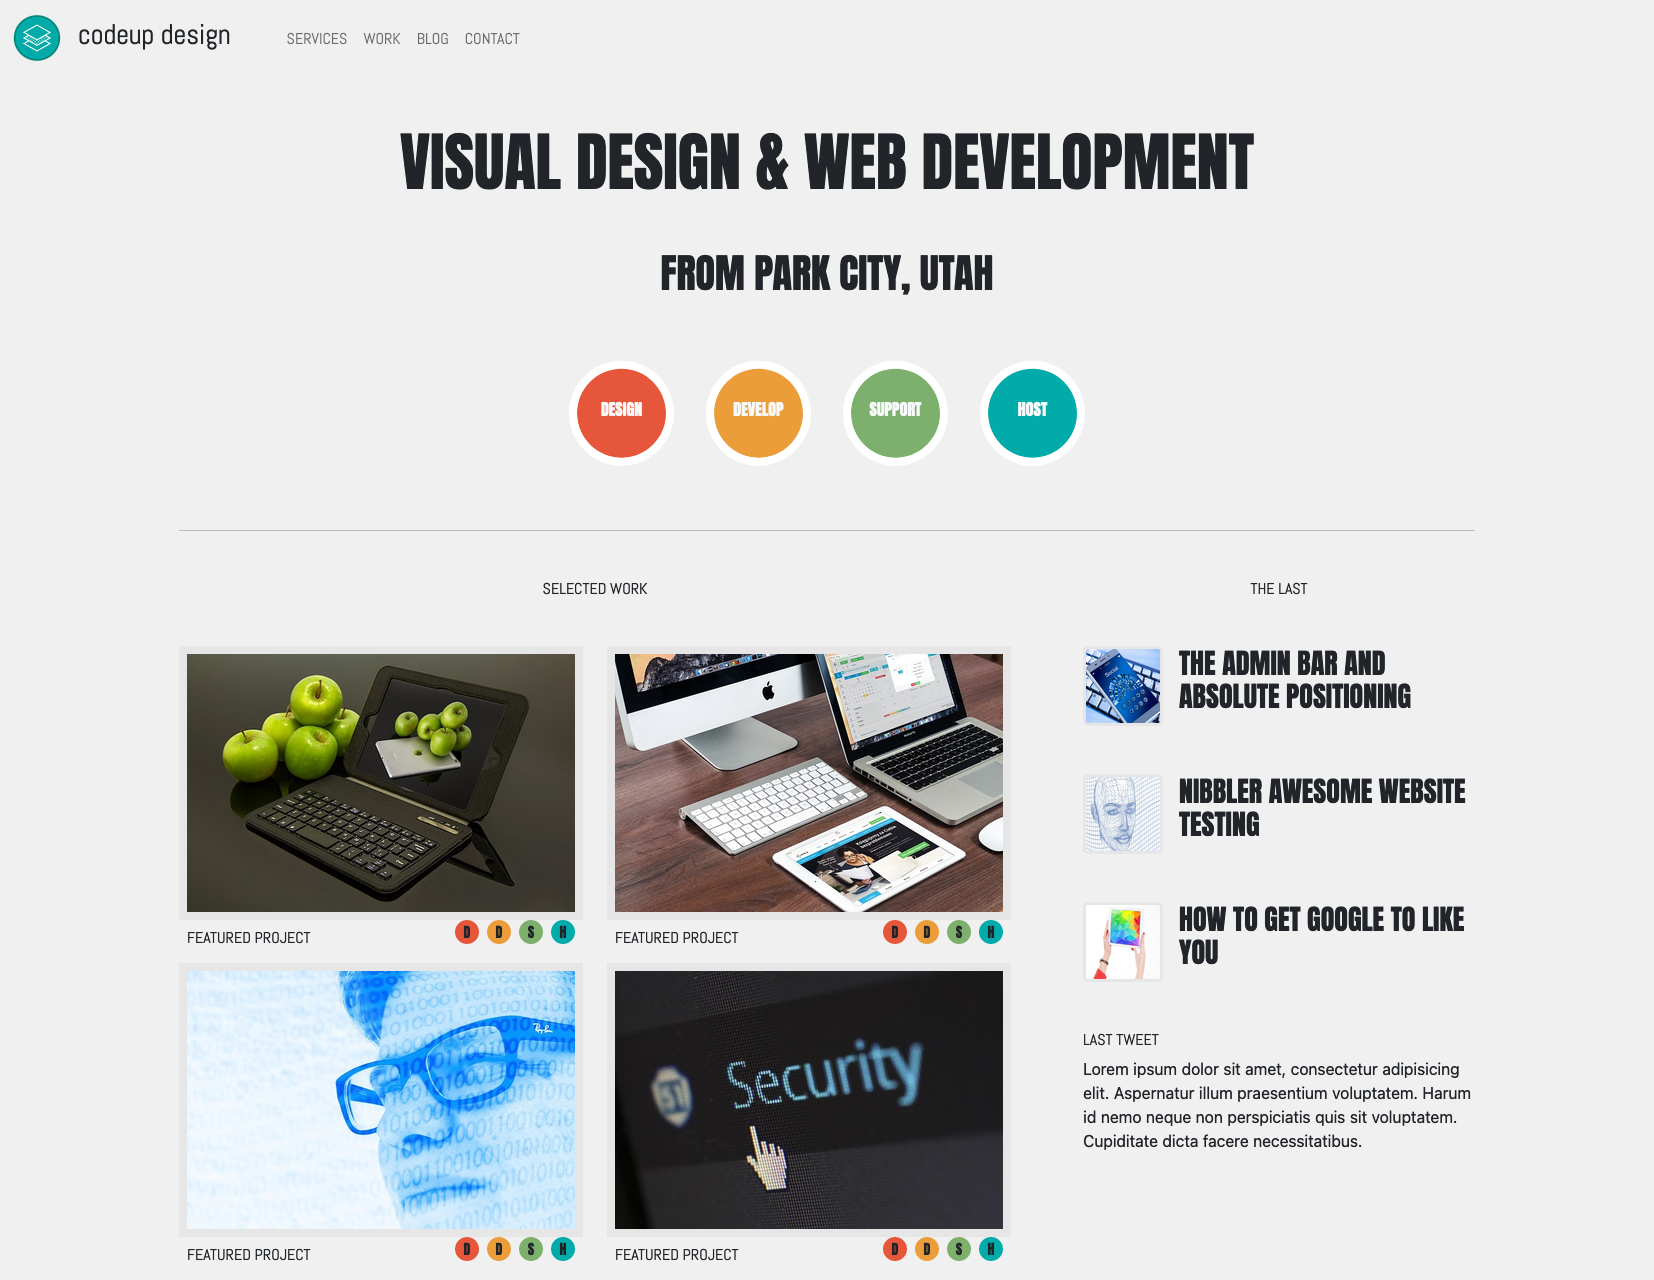 codeup design
SERVICES WORK BLOG CONTACT
VISUAL DESIGN & WEB DEVELOPMENT
FROM PARK CITY, UTAH
DESIGN
DEVELOP
SUPPORT
HOST
SELECTED WORK
THE LAST
FEATURED PROJECT
D D S H
FEATURED PROJECT
D D S H
Ray-Ban
FEATURED PROJECT
D D S H
Security
FEATURED PROJECT
D D S H
THE ADMIN BAR AND
ABSOLUTE POSITIONING
NIBBLER AWESOME WEBSITE
TESTING
HOW TO GET GOOGLE TO LIKE
YOU
LAST TWEET
Lorem ipsum dolor sit amet, consectetur adipisicing
elit. Aspernatur illum praesentium voluptatem. Harum
id nemo neque non perspiciatis quis sit voluptatem.
Cupiditate dicta facere necessitatibus.